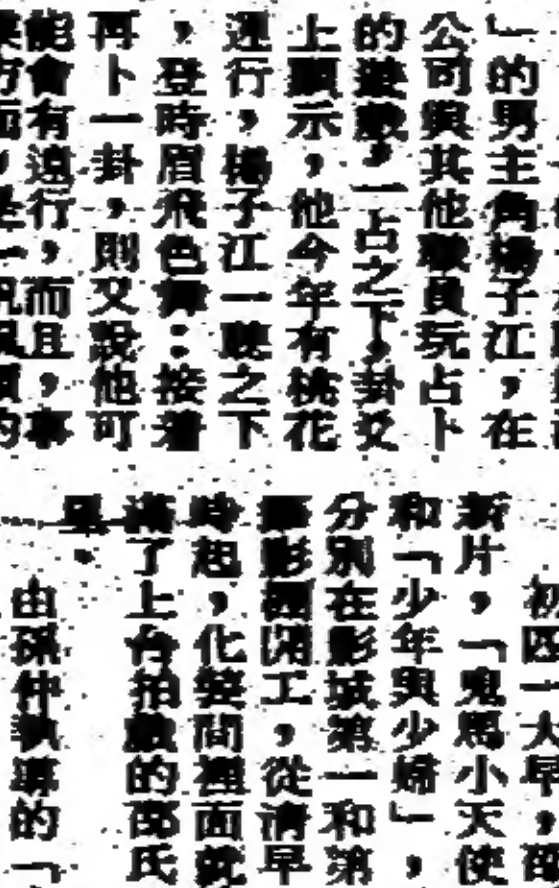 」的男主角楊子江，在
公司與其他職員玩占卜
的遊戲，一占之下，卦爻
上顯示，他今年有桃花
運行，楊子江一聽之下
，登時眉飛色舞：接着
再卜一卦，則又說他可
能會有遠行，而且，事
初四一大早，
新片，「鬼馬小天使
和「少年與少婦」，
分別在影城第一和第
影棚開工，從清早
時起，化裝間裡面就
滿了上台拍戲的邵氏
星。
由孫仲執導的「